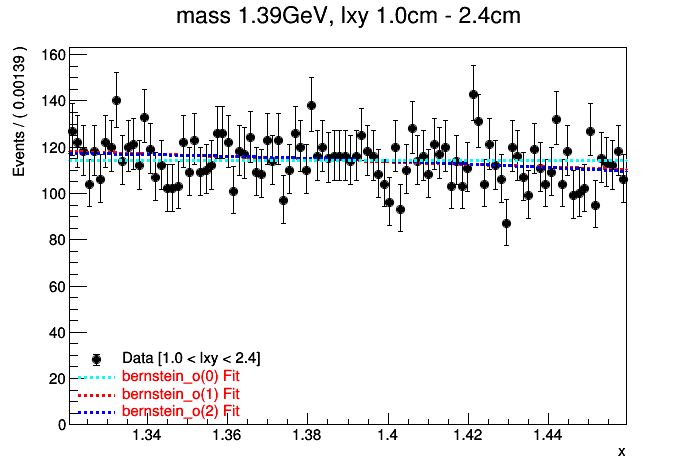 mass 1.39GeV, lxy 1.0cm - 2.4cm
Events / ( 0.00139 )
160
140
120
100
80
60
40
20
0
Data [1.0 < lxy < 2.4]
bernstein_o(0) Fit
bernstein_o(1) Fit
bernstein_o(2) Fit
1.34 1.36 1.38 1.4 1.42 1.44
x